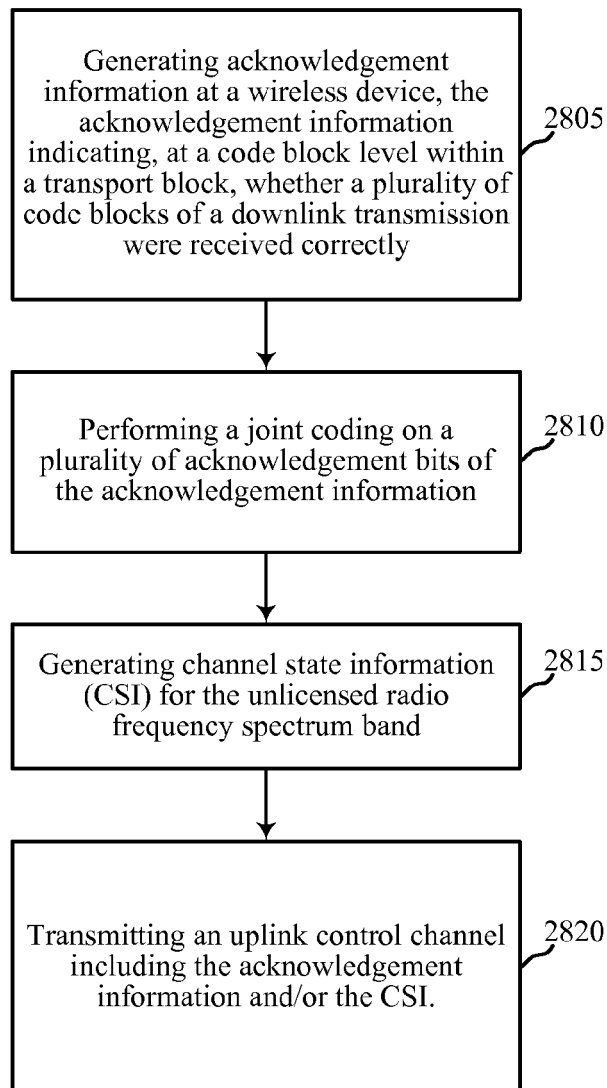 Generating acknowledgement
information at a wireless device, the
acknowledgement information
indicating, at a code block level within
a transport block, whether a plurality of
code blocks of a downlink transmission
were received correctly
2805
Performing a joint coding on a
plurality of acknowledgement bits of
the acknowledgement information
2810
Generating channel state information
(CSI) for the unlicensed radio
frequency spectrum band
2815
Transmitting an uplink control channel
including the acknowledgement
information and/or the CSI.
2820